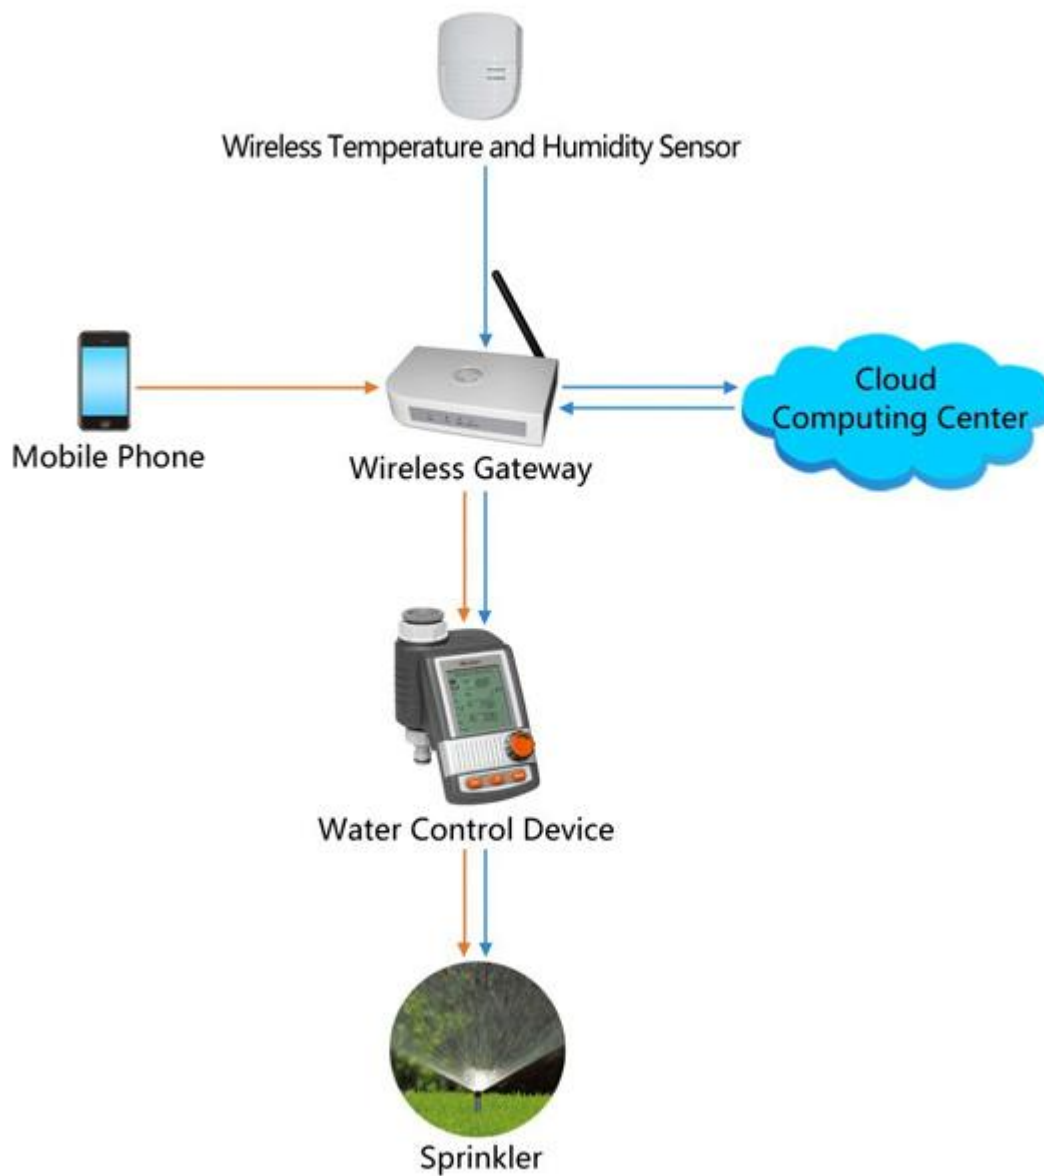 Wireless Temperature and Humidity Sensor
Mobile Phone
Wireless Gateway
Cloud
Computing Center
Water Control Device
Sprinkler